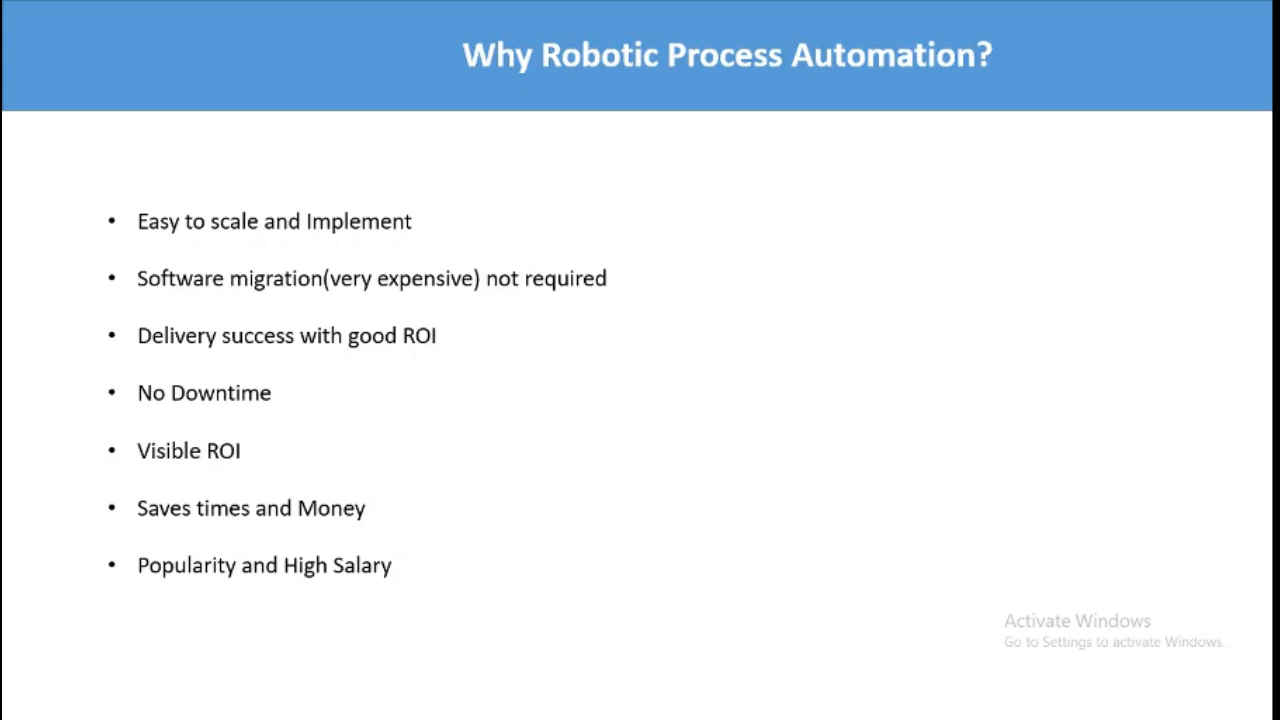 Why Robotic Process Automation?
• Easy to scale and Implement
• Software migration(very expensive) not required
• Delivery success with good ROI
• No Downtime
• Visible ROI
• Saves times and Money
• Popularity and High Salary
Activate Windows
Go to Settings to activate Windows.